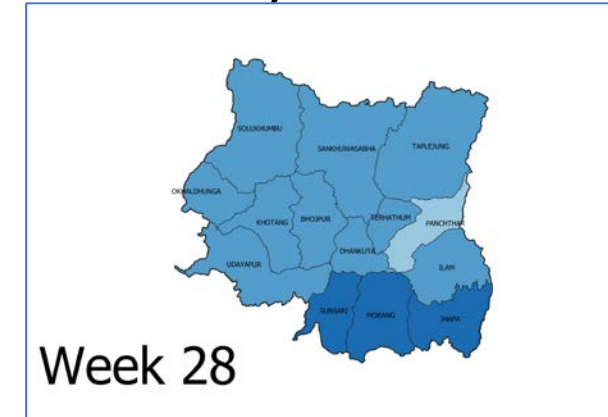 SOLUKHUMBU
SANKHUWASABHA
TAPLEJUNG
OKHALDHUNGA
KHOTANG
BHOJPUR
TERHATHUM
PANCHTHAR
DHANKUTA
UDAYAPUR
ILAM
SUNSARI
MORANG
JHAPA
Week 28